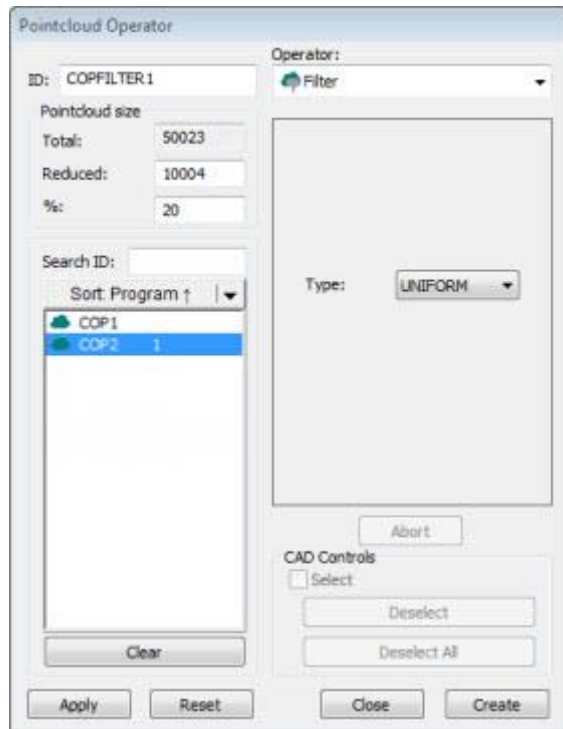 Pointcloud Operator
Operator:
ID: COPFILTER1
Filter
Pointcloud size
Total: 50023
Reduced: 10004
%: 20
Search ID:
Sort: Program ↑
COP1
COP2 1
Type: UNIFORM
Abort
CAD Controls
Select
Deselect
Deselect All
Clear
Apply Reset Close Create